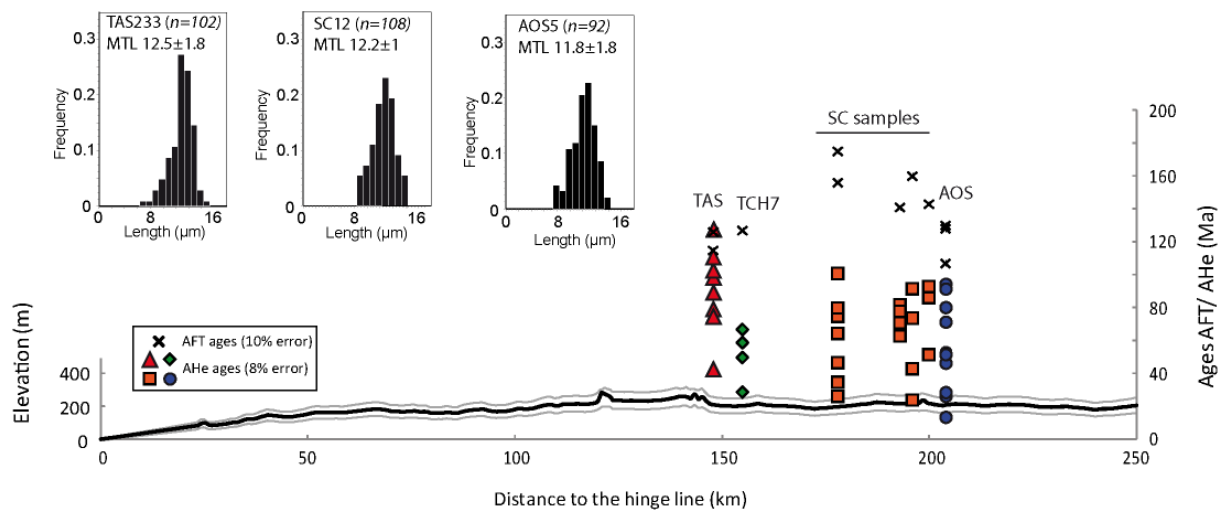 TAS233 (n=102)
MTL 12.5±1.8
Frequency
0.3
0.2
0.1
0
0
8
16
Length (µm)
SC12 (n=108)
MTL 12.2±1
Frequency
0.3
0.2
0.1
0
0
8
16
Length (µm)
AOS5 (n=92)
MTL 11.8±1.8
Frequency
0.3
0.2
0.1
0
0
8
16
Length (µm)
SC samples
TAS
TCH7
AOS
AFT ages (10% error)
AHe ages (8% error)
Elevation (m)
400
200
0
Ages AFT/ AHe (Ma)
200
160
120
80
40
0
0
50
100
150
200
250
Distance to the hinge line (km)